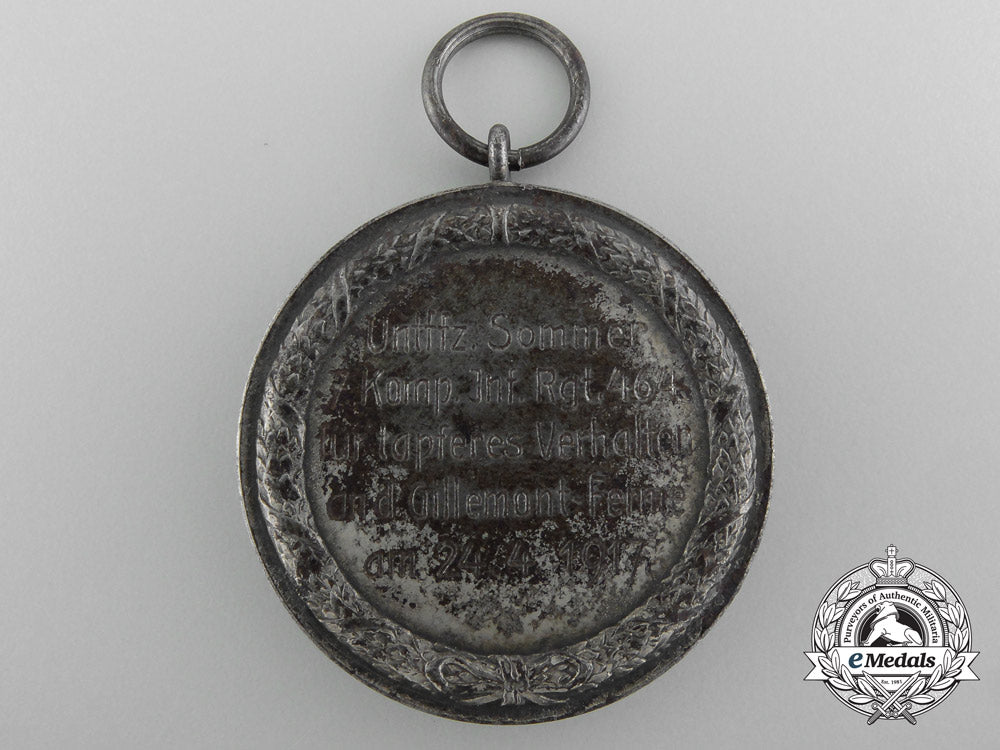 Untffz. Sommer
7. Komp. Jnf. Rgt. 464
für tapferes Verhalten
an d. Gillemont-Ferme
am 24. 4. 1917.
Purveyors of Authentic Militaria
eMedals
Est. 1981